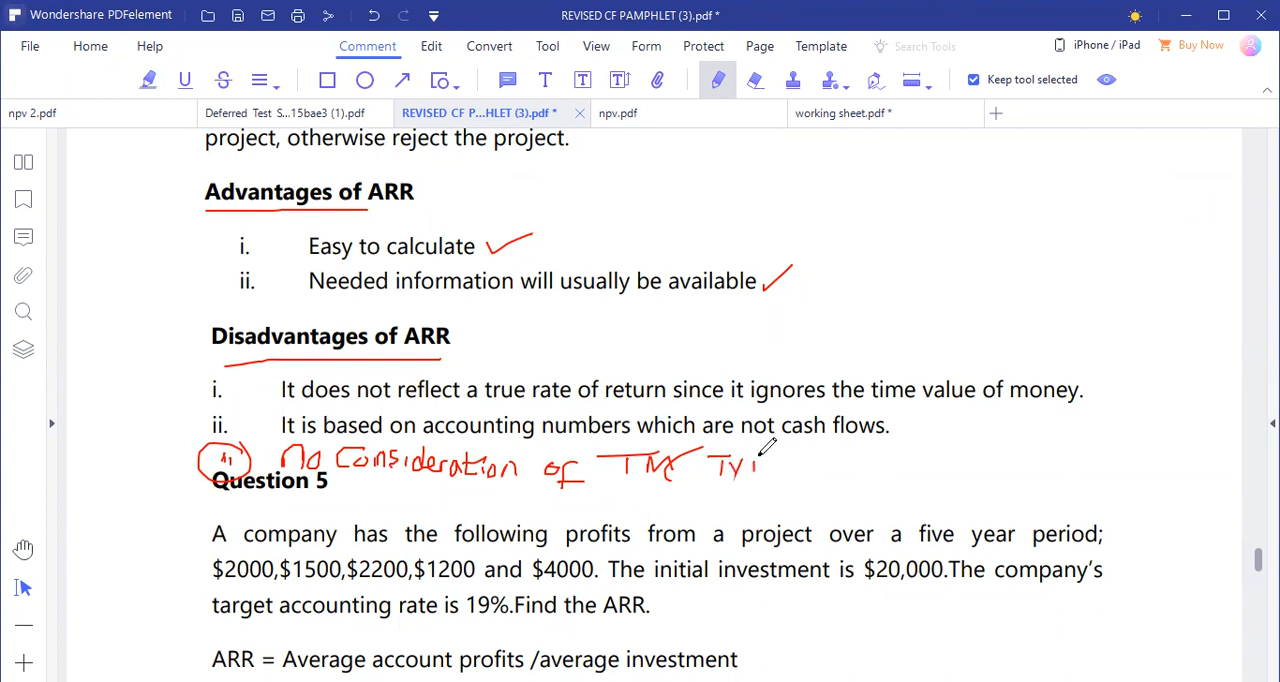 Wondershare PDFelement
REVISED CF PAMPHLET (3).pdf *
File Home Help Comment Edit Convert Tool View Form Protect Page Template Search Tools iPhone / iPad Buy Now
Keep tool selected
npv 2.pdf Deferred Test S...15bae3 (1).pdf REVISED CF P...HLET (3).pdf * npv.pdf working sheet.pdf *
project, otherwise reject the project.
Advantages of ARR
i. Easy to calculate
ii. Needed information will usually be available
Disadvantages of ARR
i. It does not reflect a true rate of return since it ignores the time value of money.
ii. It is based on accounting numbers which are not cash flows.
No Consideration of
Question 5
A company has the following profits from a project over a five year period;
$2000,$1500,$2200,$1200 and $4000. The initial investment is $20,000.The company's
target accounting rate is 19%.Find the ARR.
ARR = Average account profits /average investment